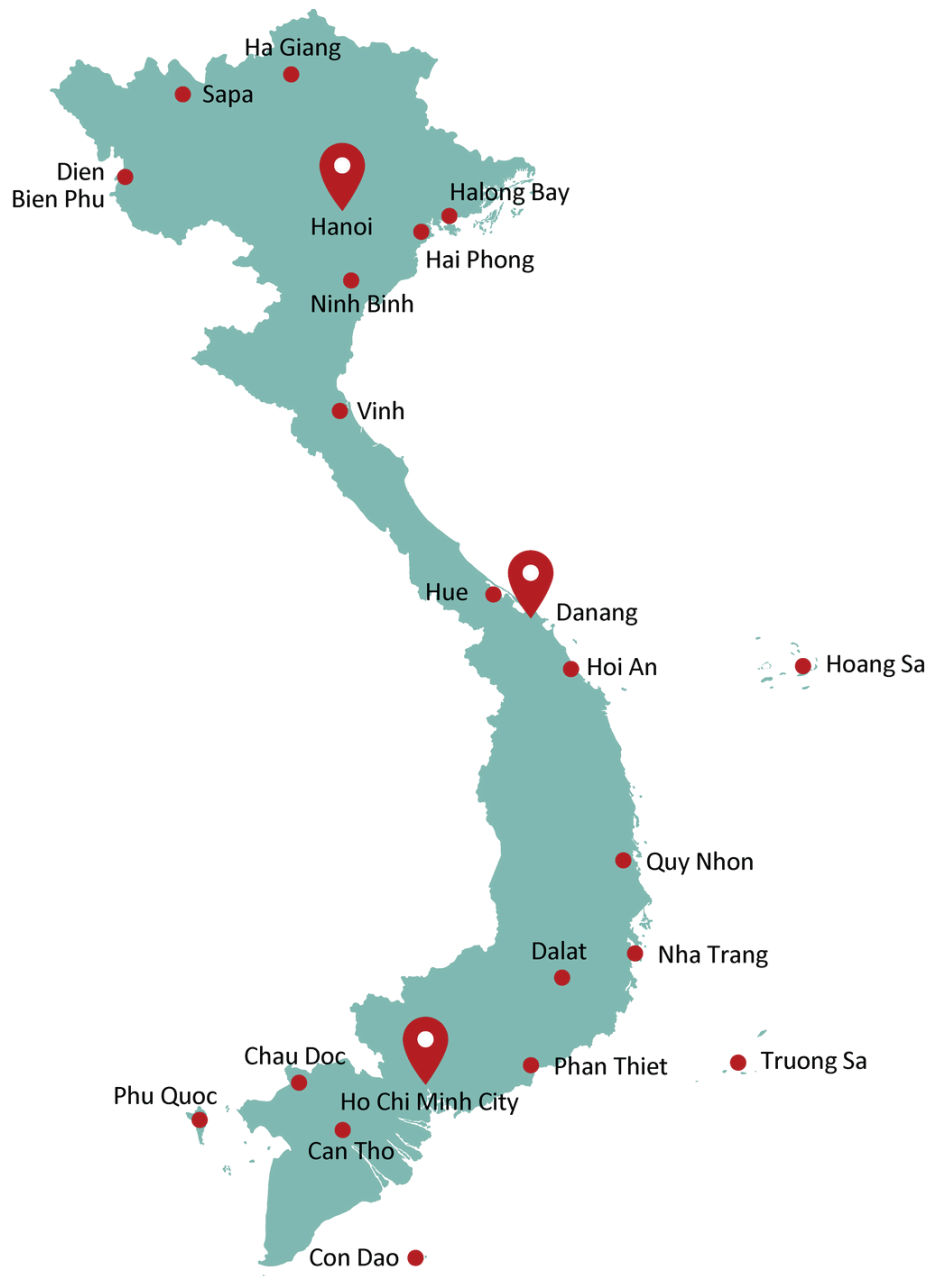 Ha Giang
Sapa
Dien
Bien Phu
Halong Bay
Hanoi
Hai Phong
Ninh Binh
Vinh
Hue
Danang
Hoi An
Hoang Sa
Quy Nhon
Dalat
Nha Trang
Chau Doc
Truong Sa
Phan Thiet
Phu Quoc
Ho Chi Minh City
Can Tho
Con Dao